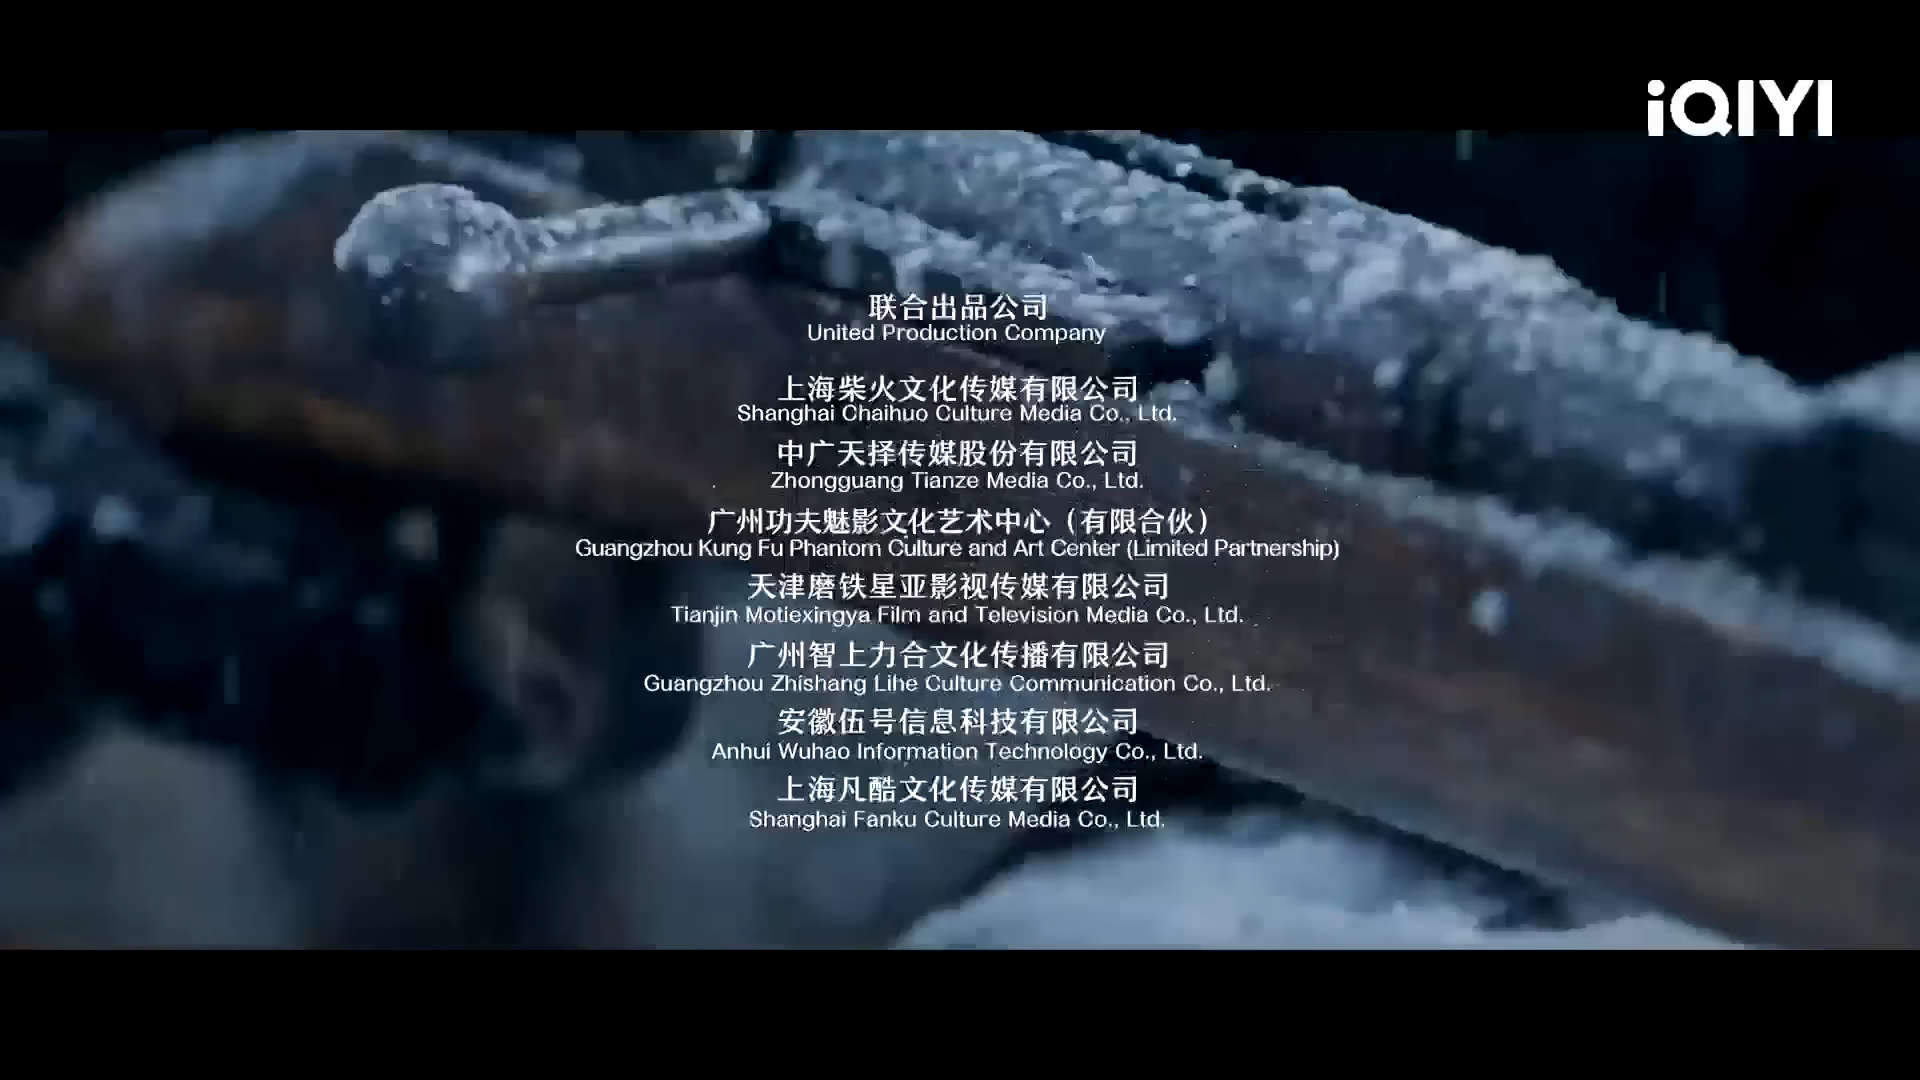 iQIYI
联合出品公司
United Production Company
上海柴火文化传媒有限公司
Shanghai Chaihuo Culture Media Co., Ltd.
中广天择传媒股份有限公司
Zhongguang Tianze Media Co., Ltd.
广州功夫魅影文化艺术中心（有限合伙）
Guangzhou Kung Fu Phantom Culture and Art Center (Limited Partnership)
天津磨铁星亚影视传媒有限公司
Tianjin Motiexingya Film and Television Media Co., Ltd.
广州智上力合文化传播有限公司
Guangzhou Zhishang Lihe Culture Communication Co., Ltd.
安徽伍号信息科技有限公司
Anhui Wuhao Information Technology Co., Ltd.
上海凡酷文化传媒有限公司
Shanghai Fanku Culture Media Co., Ltd.